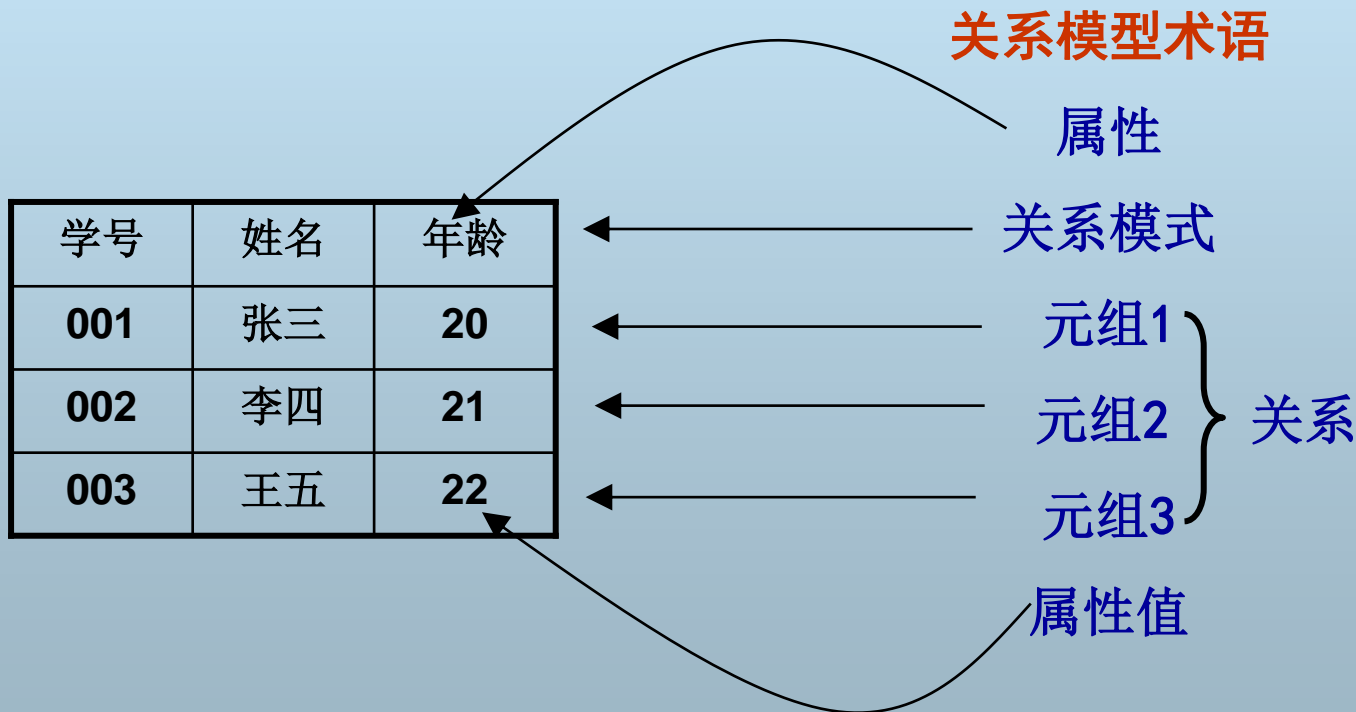 关系模型术语
属性
学号 姓名 年龄
关系模式
001 张三 20
元组1
002 李四 21
元组2
关系
003 王五 22
元组3
属性值